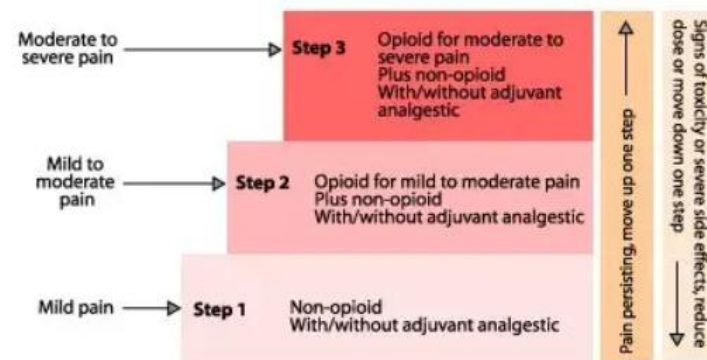 Moderate to
severe pain
Step 3
Opioid for moderate to
severe pain
Plus non-opioid
With/without adjuvant
analgestic
Mild to
moderate
pain
Step 2
Opioid for mild to moderate pain
Plus non-opioid
With/without adjuvant analgestic
Mild pain
Step 1
Non-opioid
With/without adjuvant analgestic
Pain persisting, move up one step
Signs of toxicity or severe side effects, reduce
dose or move down one step